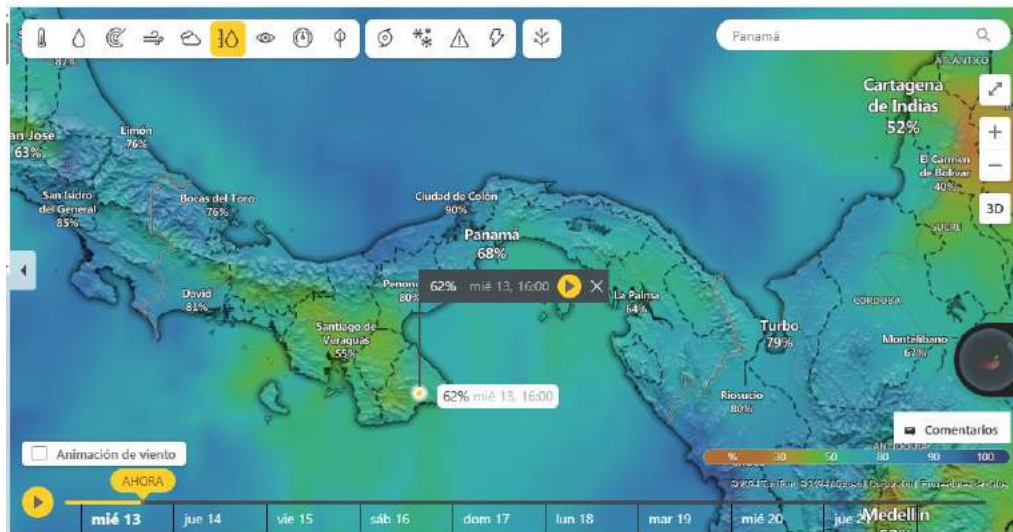 Panamá
87%
ATLÁNTICO
Cartagena
de Indias
52%
Limón
76%
an José
63%
El Carmen
de Bolívar
40%
San Isidro
del General
85%
Bocas del Toro
76%
Ciudad de Colón
90%
3D
SUCRE
Panamá
68%
62% mié 13, 16:00
David
81%
80%
La Palma
64%
CÓRDOBA
Santiago de
Veraguas
55%
Turbo
79%
Montelíbano
67%
62% mié 13, 16:00
Riosucio
80%
Comentarios
Animación de viento
% 30 50 80 90 100
AHORA
mié 13
jue 14
vie 15
sáb 16
dom 17
lun 18
mar 19
mié 20
jue 2
Medellín